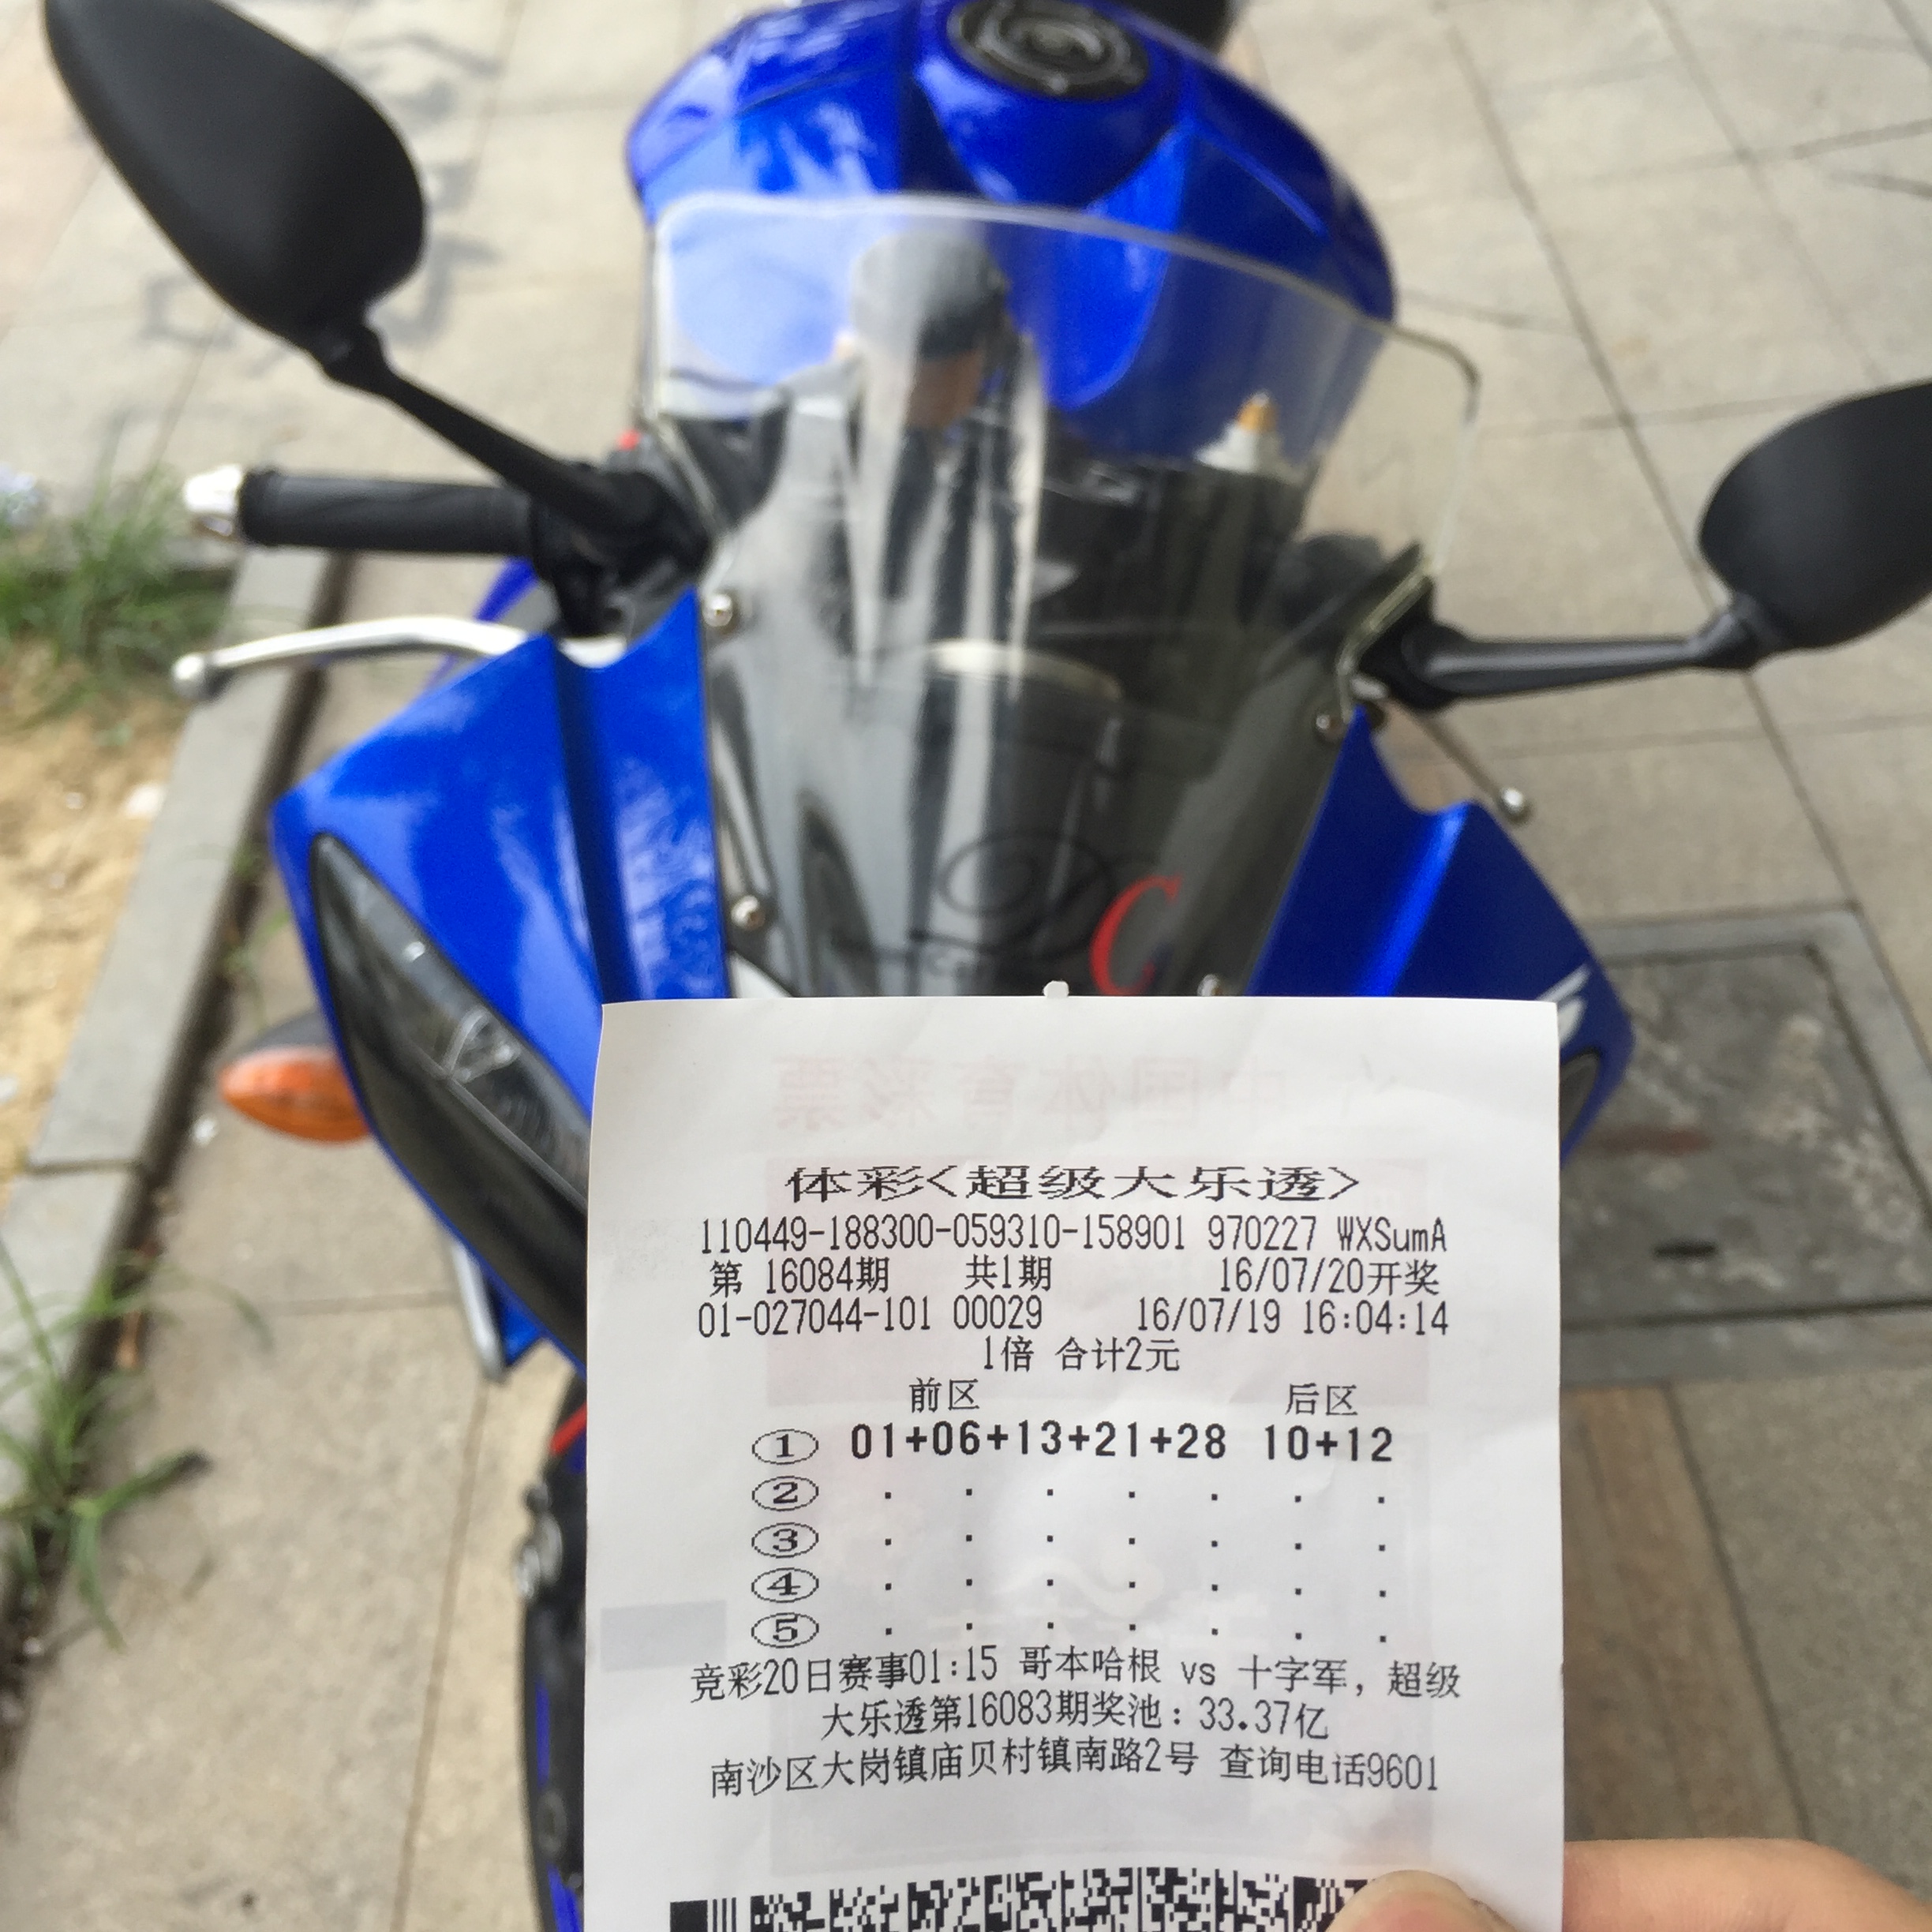 C
中国体育彩票
体彩<超级大乐透>
110449-188300-059310-158901 970227 WXSumA
第 16084期 共1期 16/07/20开奖
01-027044-101 00029 16/07/19 16:04:14
1倍 合计2元
前区 后区
① 01+06+13+21+28 10+12
② . . . . . . .
③ . . . . . . .
④ . . . . . . .
⑤ . . . . . . .
竞彩20日赛事01:15 哥本哈根 vs 十字军, 超级
大乐透第16083期奖池: 33.37亿
南沙区大岗镇庙贝村镇南路2号 查询电话9601